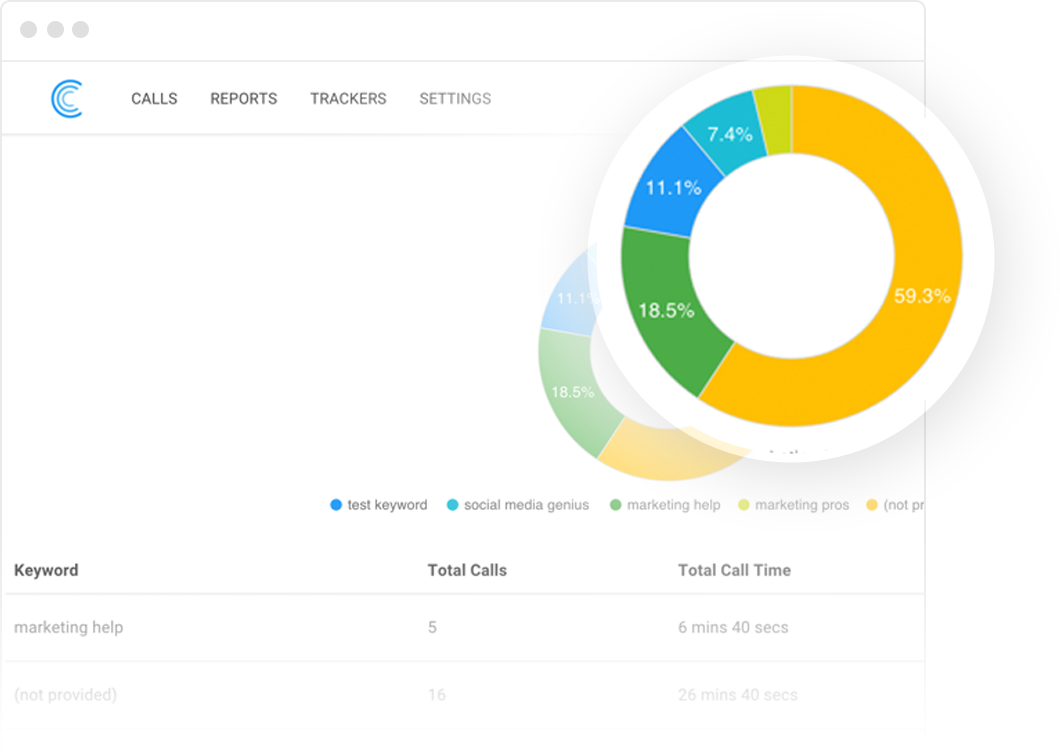 CALLS REPORTS TRACKERS SETTINGS
7.4%
11.1%
59.3%
18.5%
11.1%
18.5%
test keyword social media genius marketing help marketing pros (not pr
Keyword Total Calls Total Call Time
marketing help 5 6 mins 40 secs
(not provided) 16 26 mins 40 secs